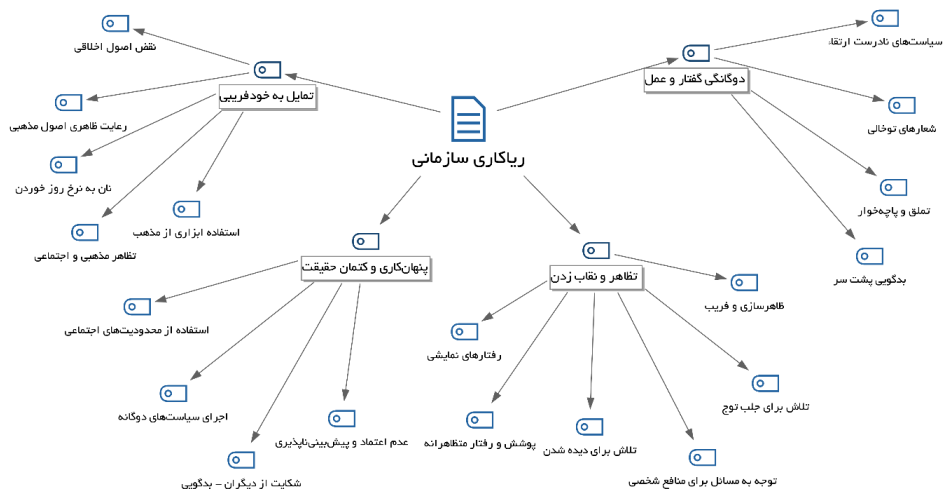 ریاکاری سازمانی
دوگانگی گفتار و عمل
سیاست‌های نادرست ارتقاء
شعارهای توخالی
تملق و پاچه‌خوار
بدگویی پشت سر
تظاهر و نقاب زدن
ظاهرسازی و فریب
تلاش برای جلب توج
توجه به مسائل برای منافع شخصی
تلاش برای دیده شدن
پوشش و رفتار متظاهرانه
رفتارهای نمایشی
پنهان‌کاری و کتمان حقیقت
عدم اعتماد و پیش‌بینی‌ناپذیری
شکایت از دیگران – بدگویی
اجرای سیاست‌های دوگانه
استفاده از محدودیت‌های اجتماعی
تمایل به خودفریبی
نقض اصول اخلاقی
رعایت ظاهری اصول مذهبی
نان به نرخ روز خوردن
تظاهر مذهبی و اجتماعی
استفاده ابزاری از مذهب